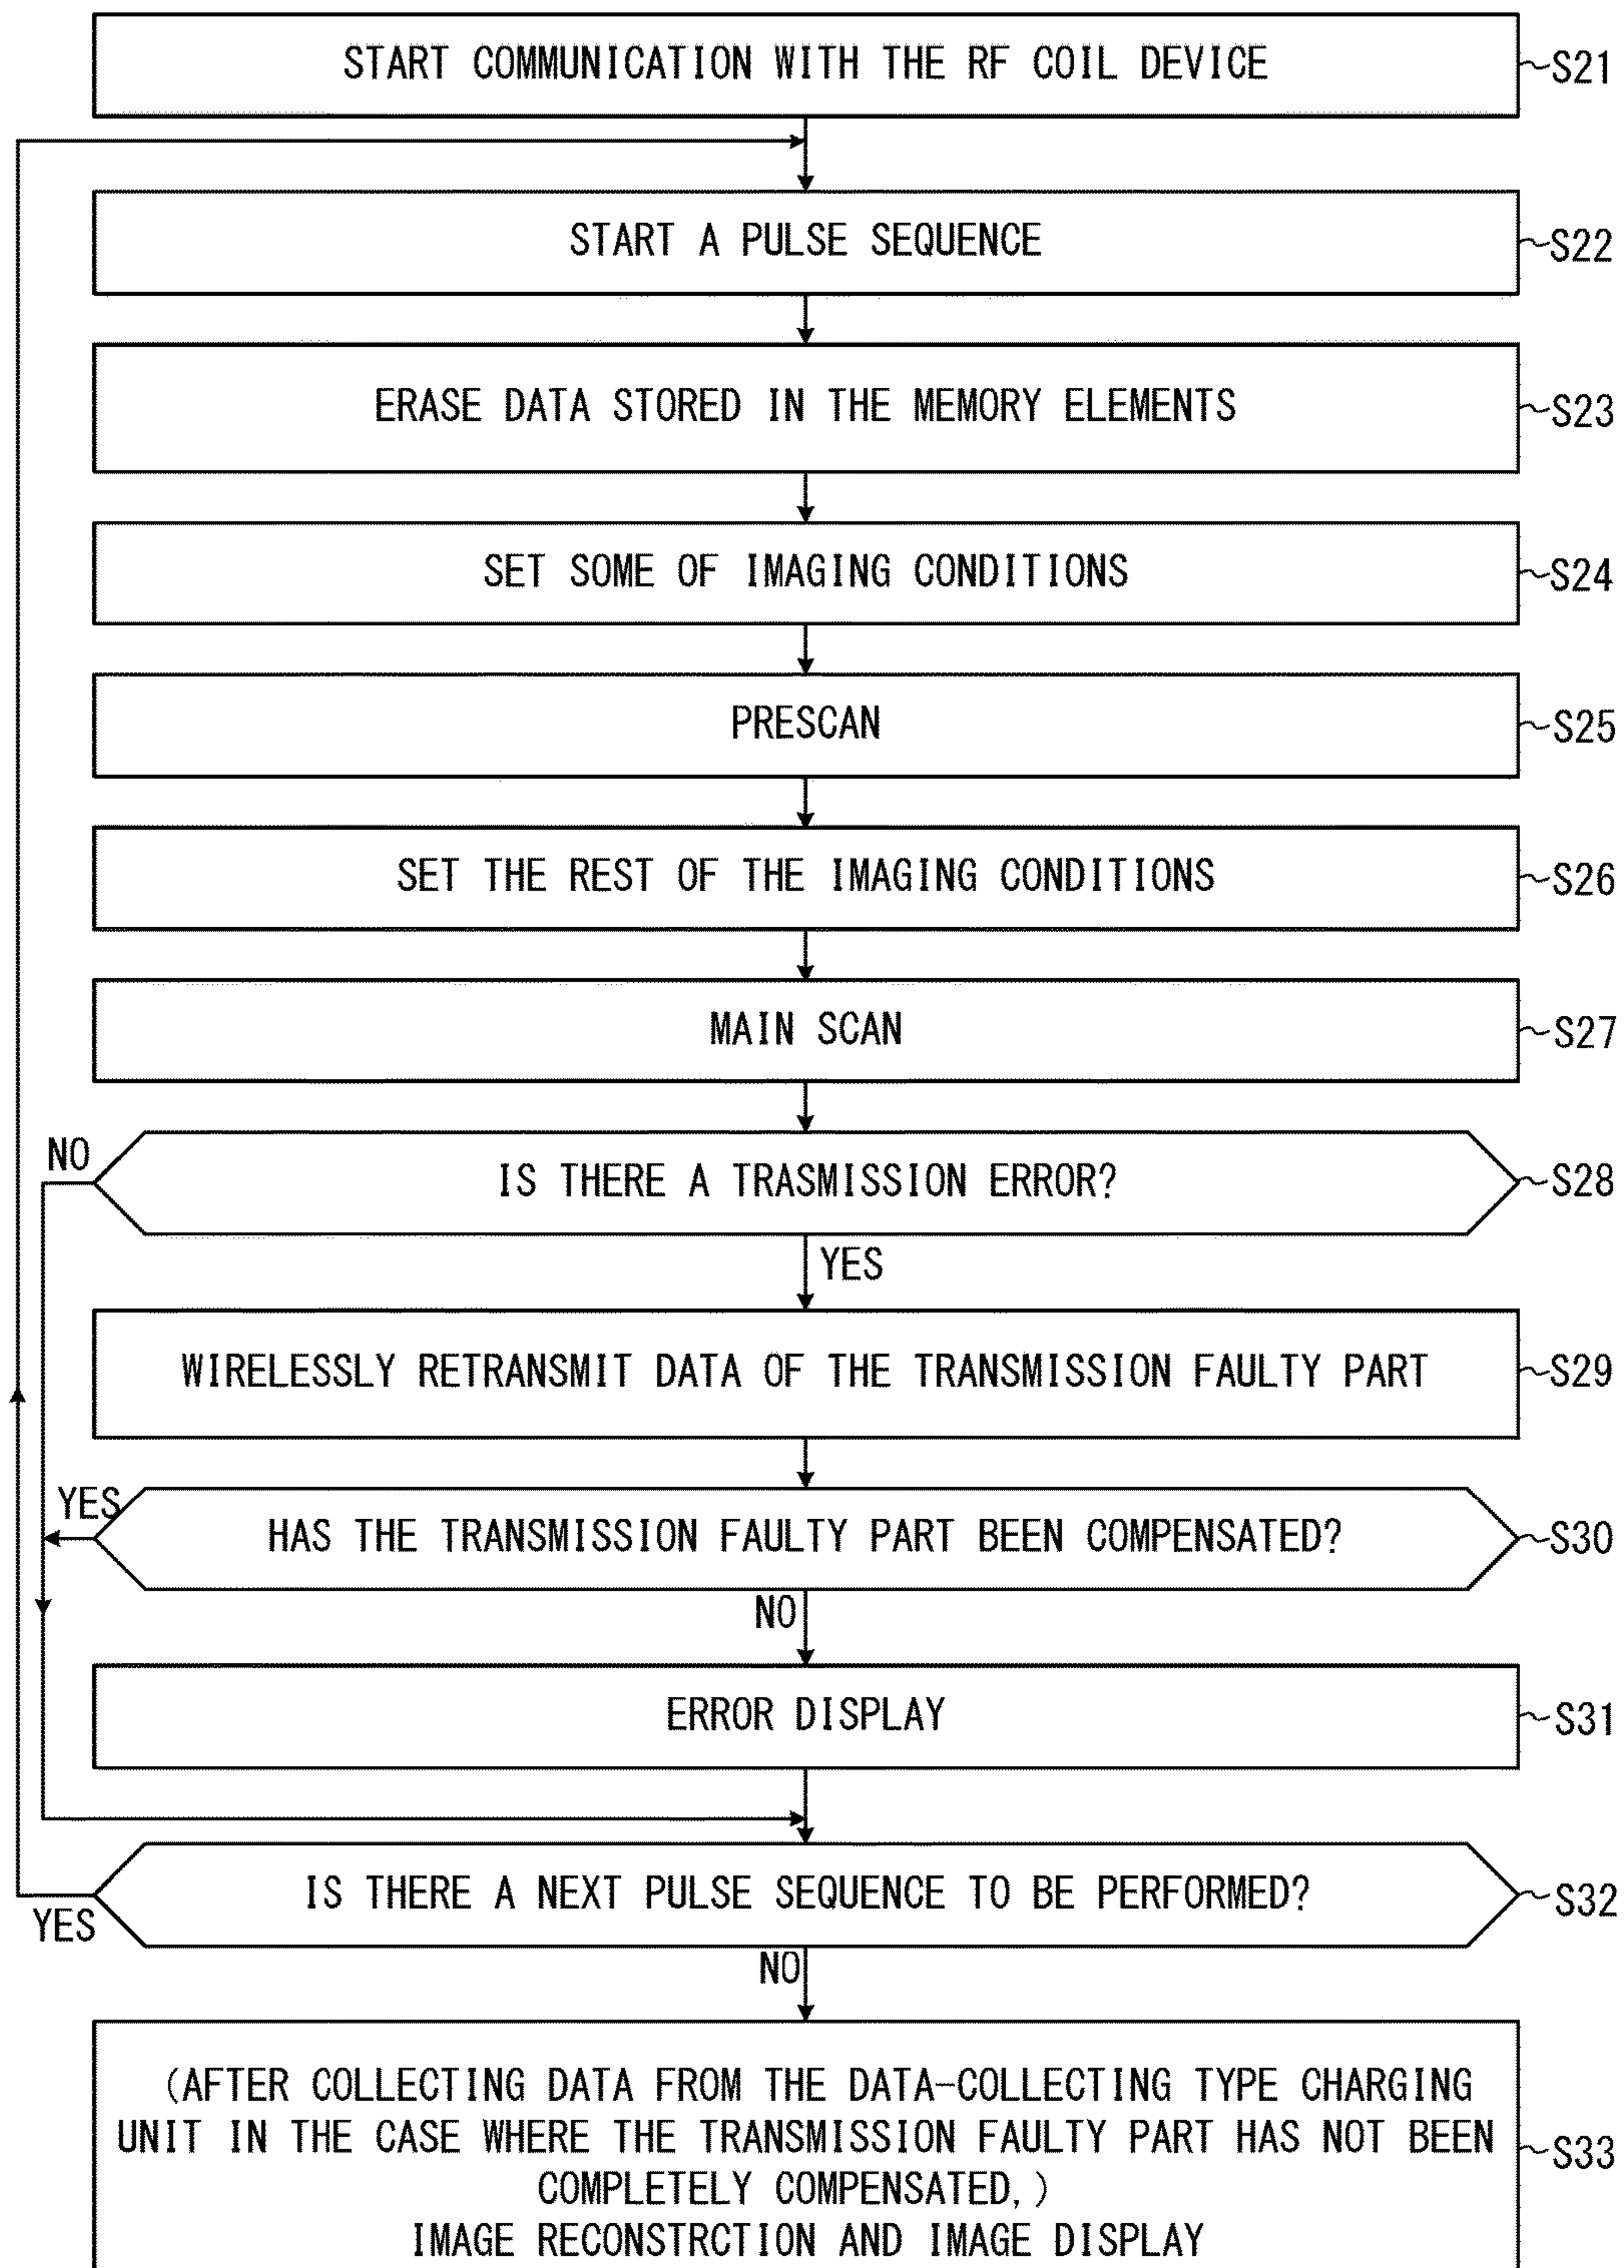 START COMMUNICATION WITH THE RF COIL DEVICE
S21
START A PULSE SEQUENCE
S22
ERASE DATA STORED IN THE MEMORY ELEMENTS
S23
SET SOME OF IMAGING CONDITIONS
S24
PRESCAN
S25
SET THE REST OF THE IMAGING CONDITIONS
S26
MAIN SCAN
S27
NO
IS THERE A TRASMISSION ERROR?
S28
YES
WIRELESSLY RETRANSMIT DATA OF THE TRANSMISSION FAULTY PART
S29
YES
HAS THE TRANSMISSION FAULTY PART BEEN COMPENSATED?
S30
NO
ERROR DISPLAY
S31
IS THERE A NEXT PULSE SEQUENCE TO BE PERFORMED?
S32
YES
NO
(AFTER COLLECTING DATA FROM THE DATA-COLLECTING TYPE CHARGING
UNIT IN THE CASE WHERE THE TRANSMISSION FAULTY PART HAS NOT BEEN
COMPLETELY COMPENSATED,)
IMAGE RECONSTRCTION AND IMAGE DISPLAY
S33